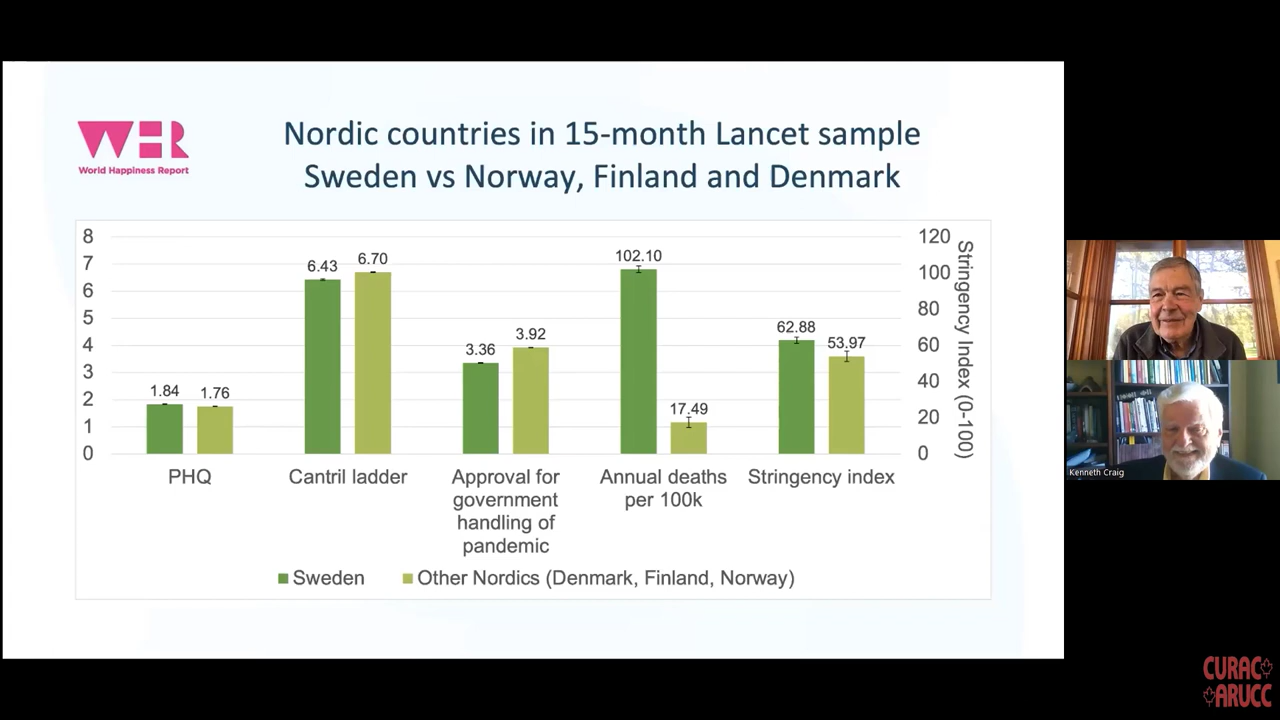 WHR
World Happiness Report
Nordic countries in 15-month Lancet sample
Sweden vs Norway, Finland and Denmark
8
7
6
5
4
3
2
1
0
1.84
1.76
6.43
6.70
3.36
3.92
102.10
17.49
62.88
53.97
120
100
80
60
40
20
0
Stringency Index (0-100)
PHQ
Cantril ladder
Approval for
government
handling of
pandemic
Annual deaths
per 100k
Stringency index
Sweden
Other Nordics (Denmark, Finland, Norway)
Kenneth Craig
CURAC
ARUCC